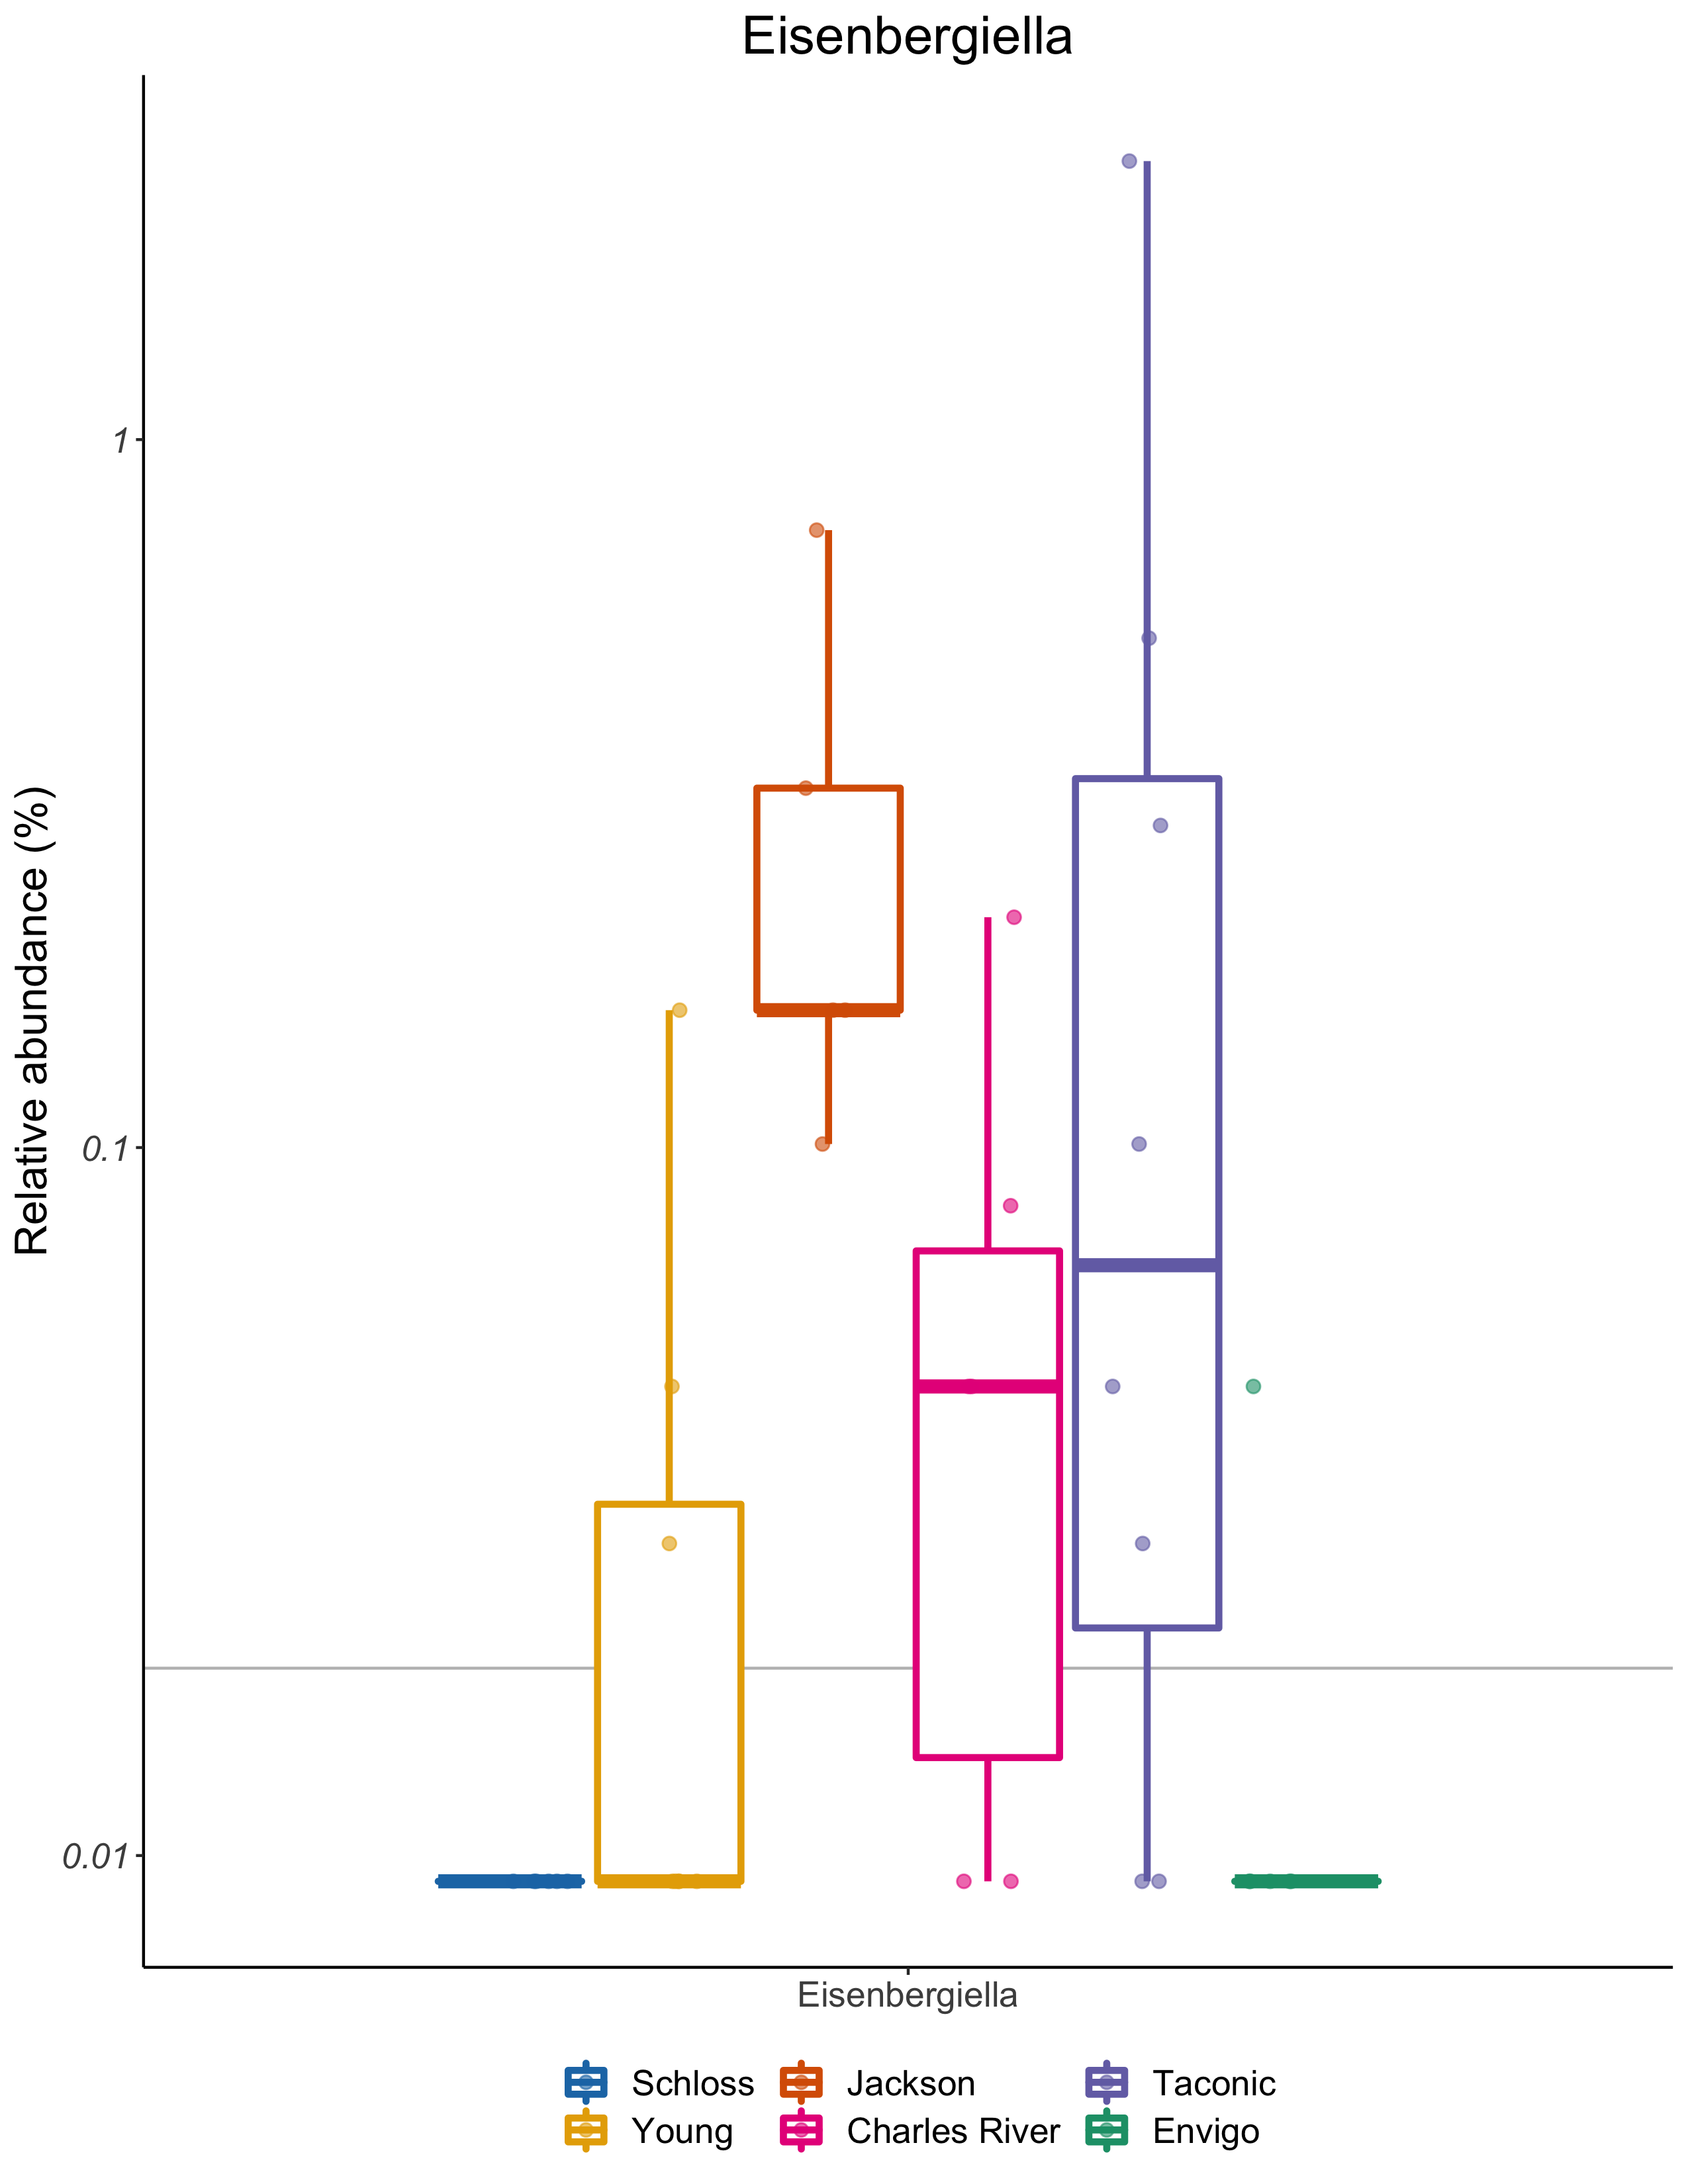 Eisenbergiella
Relative abundance (%)
1
0.1
0.01
Eisenbergiella
Schloss
Jackson
Taconic
Young
Charles River
Envigo